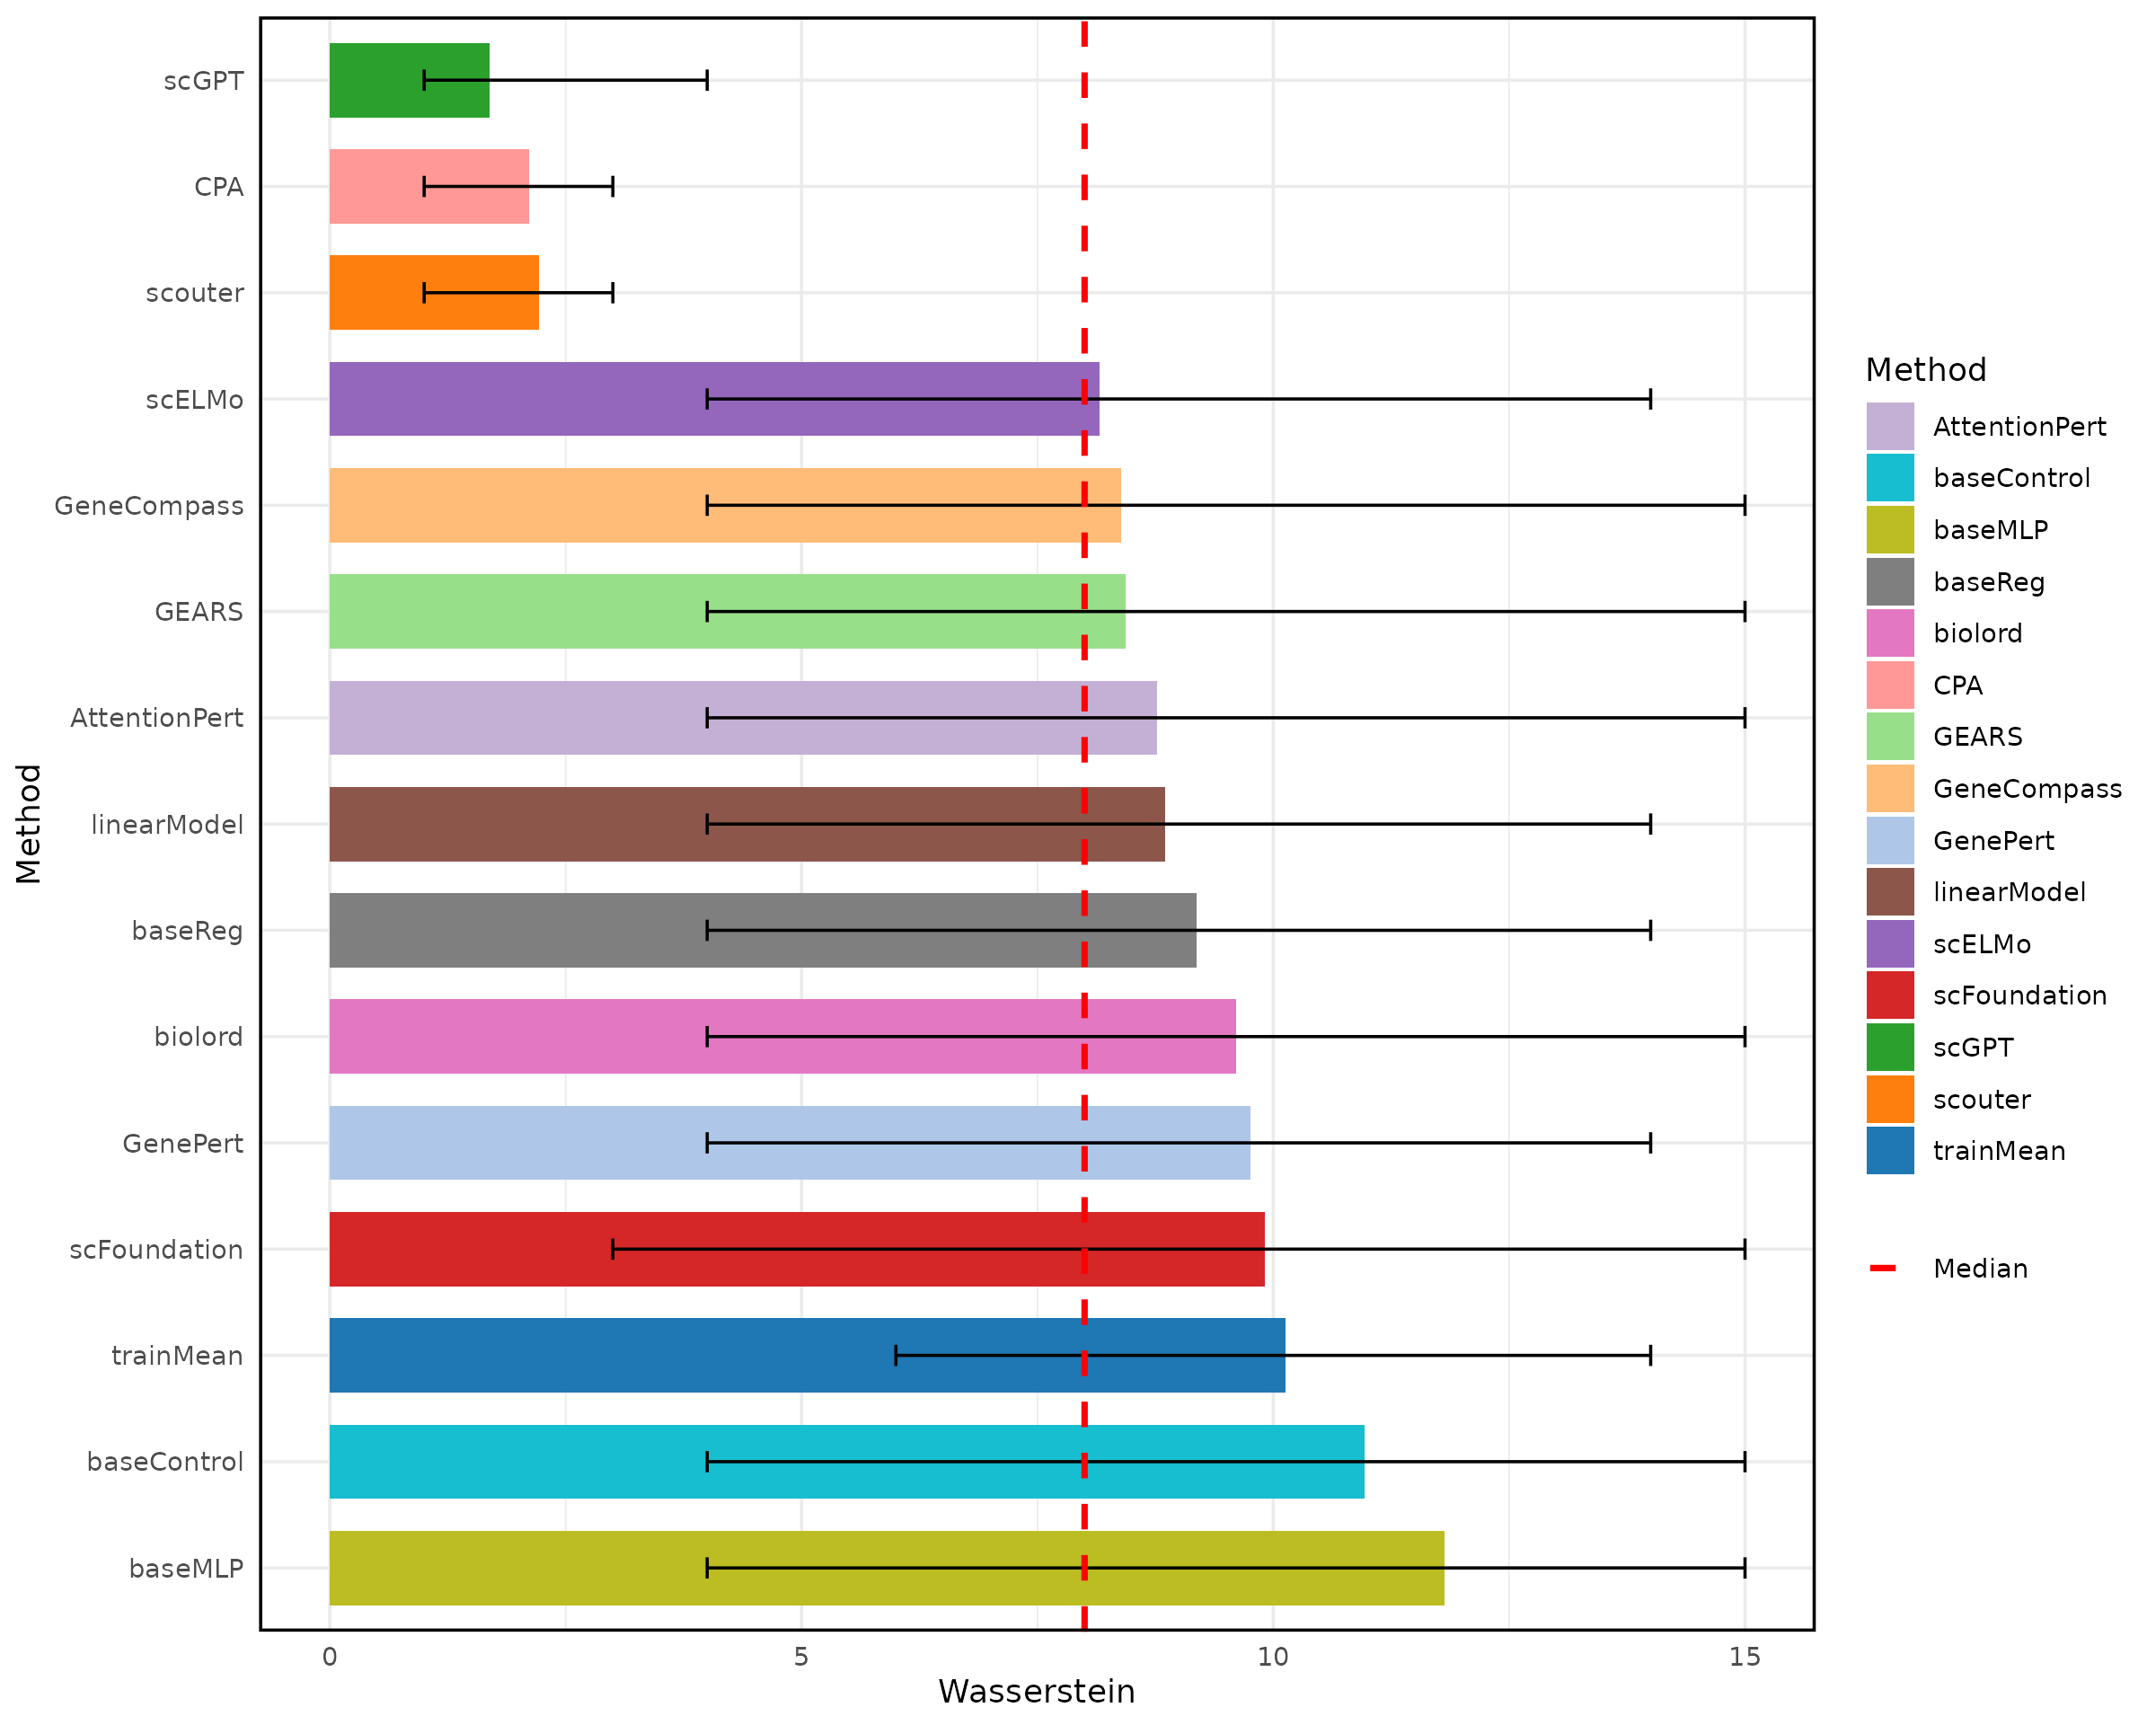 Method
scGPT
CPA
scouter
scELMo
GeneCompass
GEARS
AttentionPert
linearModel
baseReg
biolord
GenePert
scFoundation
trainMean
baseControl
baseMLP
0 5 10 15
Wasserstein
Method
AttentionPert
baseControl
baseMLP
baseReg
biolord
CPA
GEARS
GeneCompass
GenePert
linearModel
scELMo
scFoundation
scGPT
scouter
trainMean
Median